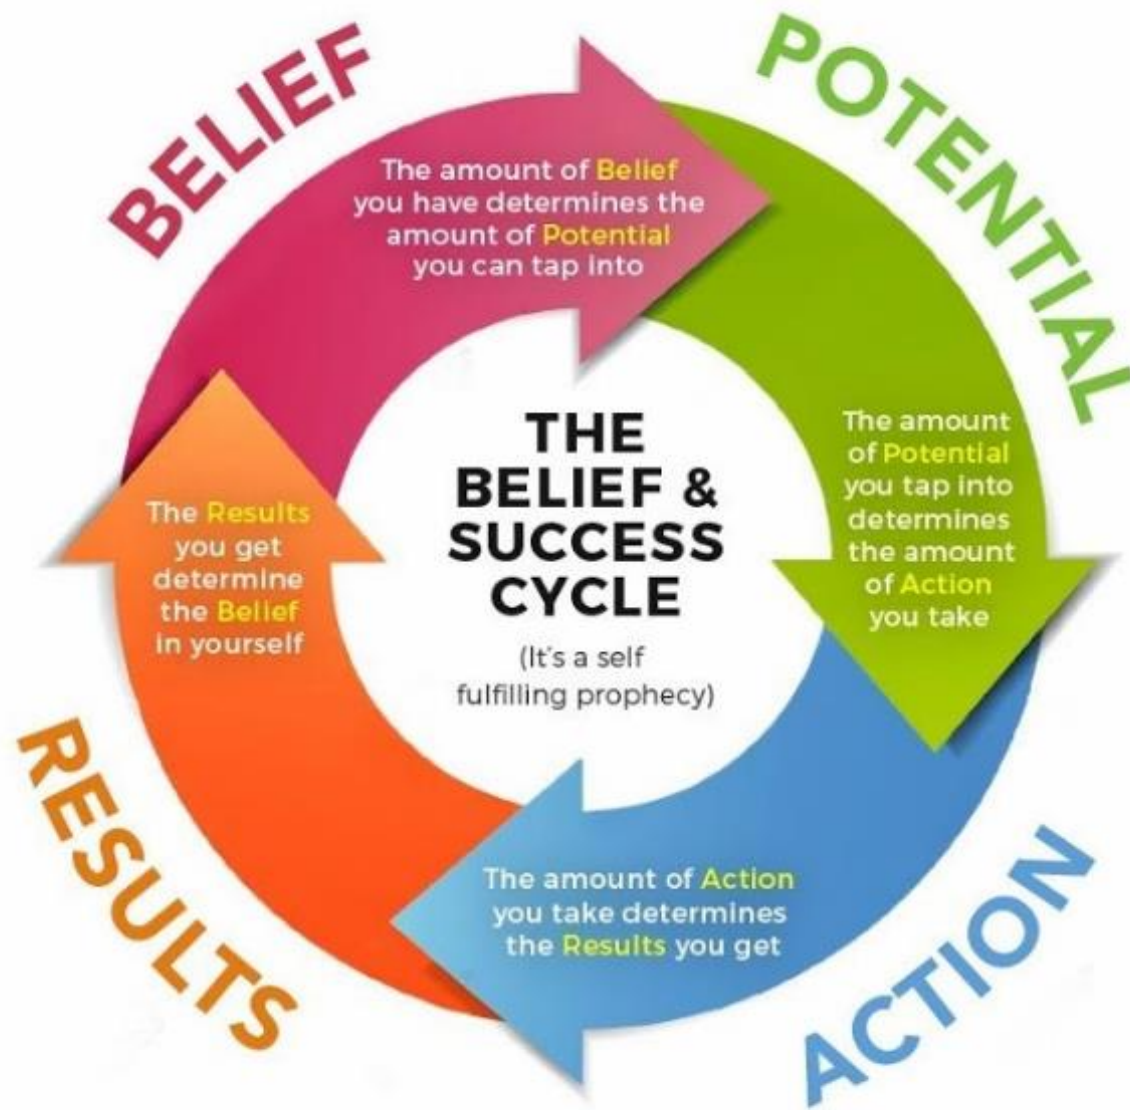 BELIEF
The amount of Belief
you have determines the
amount of Potential
you can tap into
POTENTIAL
The amount
of Potential
you tap into
determines
the amount
of Action
you take
ACTION
The amount of Action
you take determines
the Results you get
RESULTS
The Results
you get
determine
the Belief
in yourself
THE
BELIEF &
SUCCESS
CYCLE
(It's a self
fulfilling prophecy)